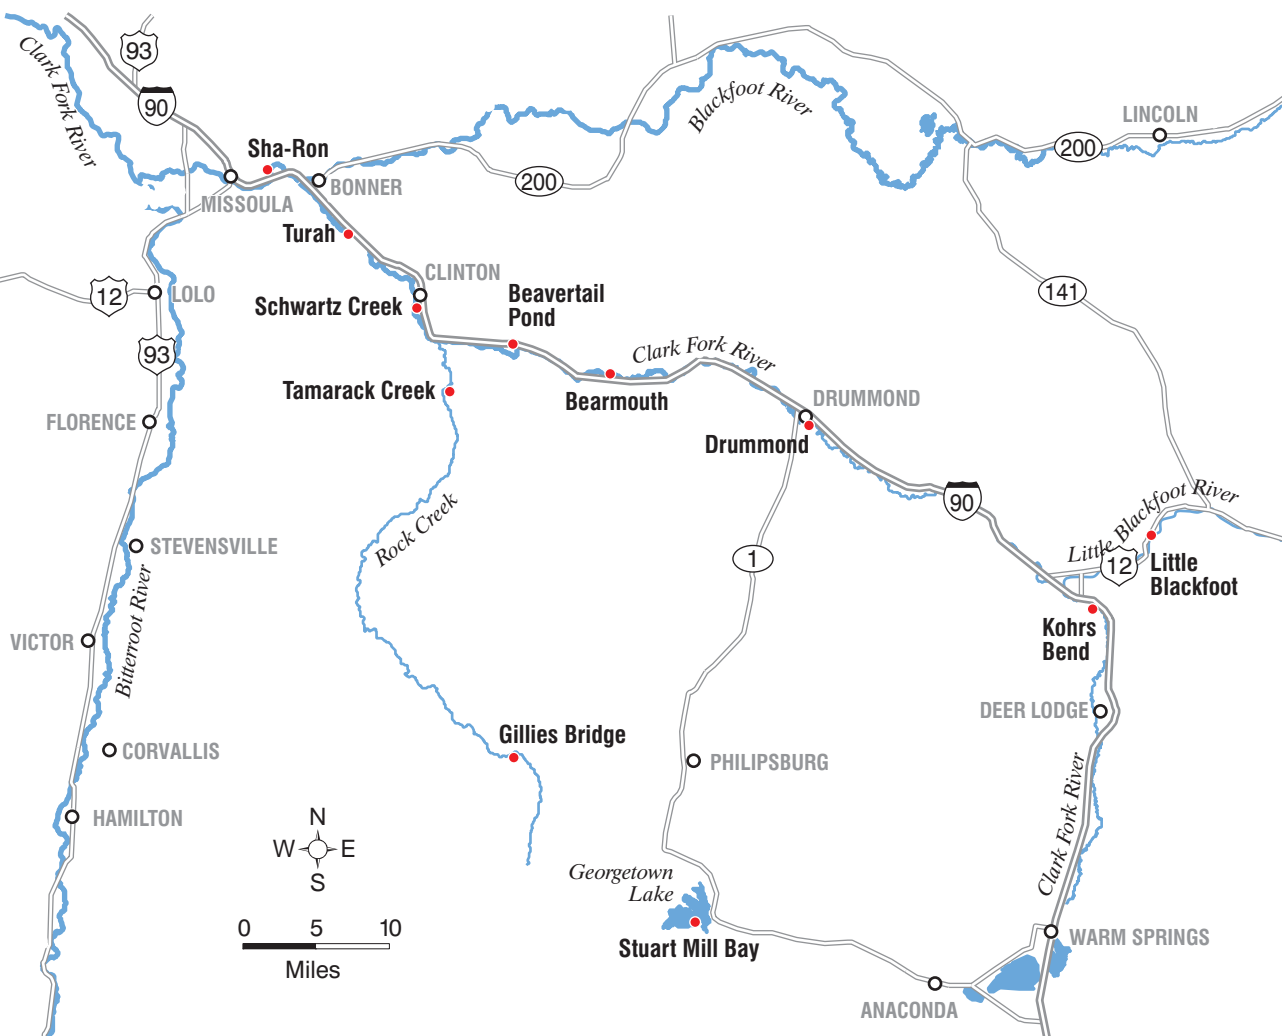 93
Clark Fork River
90
LINCOLN
Blackfoot River
200
Sha-Ron
200
BONNER
MISSOULA
Turah
CLINTON
12
LOLO
Beavertail
Pond
141
Schwartz Creek
93
Clark Fork River
Tamarack Creek
Bearmouth
DRUMMOND
FLORENCE
Drummond
90
Little Blackfoot River
Rock Creek
STEVENSVILLE
1
12
Little
Blackfoot
Bitterroot River
VICTOR
Kohrs
Bend
DEER LODGE
Gillies Bridge
CORVALLIS
PHILIPSBURG
HAMILTON
N
W
E
S
Clark Fork River
Georgetown
Lake
0
5
10
Miles
Stuart Mill Bay
WARM SPRINGS
ANACONDA